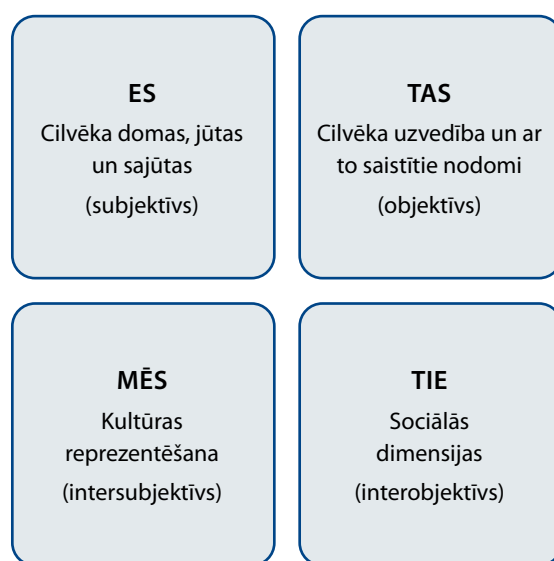 ES
Cilvēka domas, jūtas
un sajūtas
(subjektīvs)
TAS
Cilvēka uzvedība un ar
to saistītie nodomi
(objektīvs)
MĒS
Kultūras
reprezentēšana
(intersubjektīvs)
TIE
Sociālās
dimensijas
(interobjektīvs)